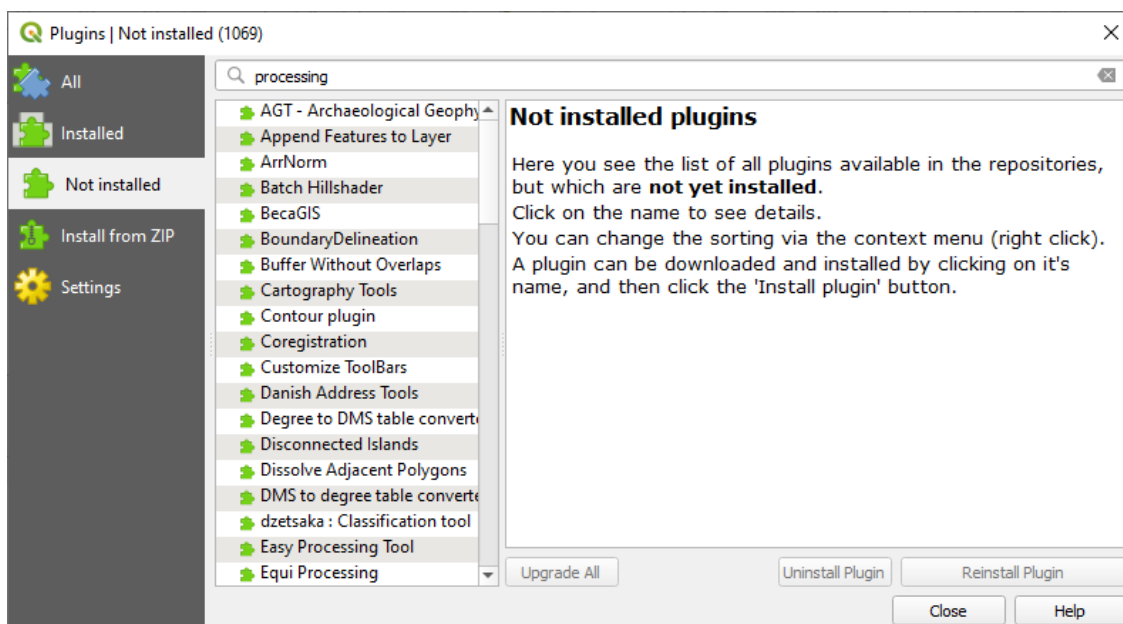 Plugins | Not installed (1069)
All
Installed
Not installed
Install from ZIP
Settings
processing
AGT - Archaeological Geophy
Append Features to Layer
ArrNorm
Batch Hillshader
BecaGIS
BoundaryDelineation
Buffer Without Overlaps
Cartography Tools
Contour plugin
Coregistration
Customize ToolBars
Danish Address Tools
Degree to DMS table converte
Disconnected Islands
Dissolve Adjacent Polygons
DMS to degree table converte
dzetsaka : Classification tool
Easy Processing Tool
Equi Processing
Not installed plugins
Here you see the list of all plugins available in the repositories,
but which are not yet installed.
Click on the name to see details.
You can change the sorting via the context menu (right click).
A plugin can be downloaded and installed by clicking on it's
name, and then click the 'Install plugin' button.
Upgrade All
Uninstall Plugin
Reinstall Plugin
Close
Help